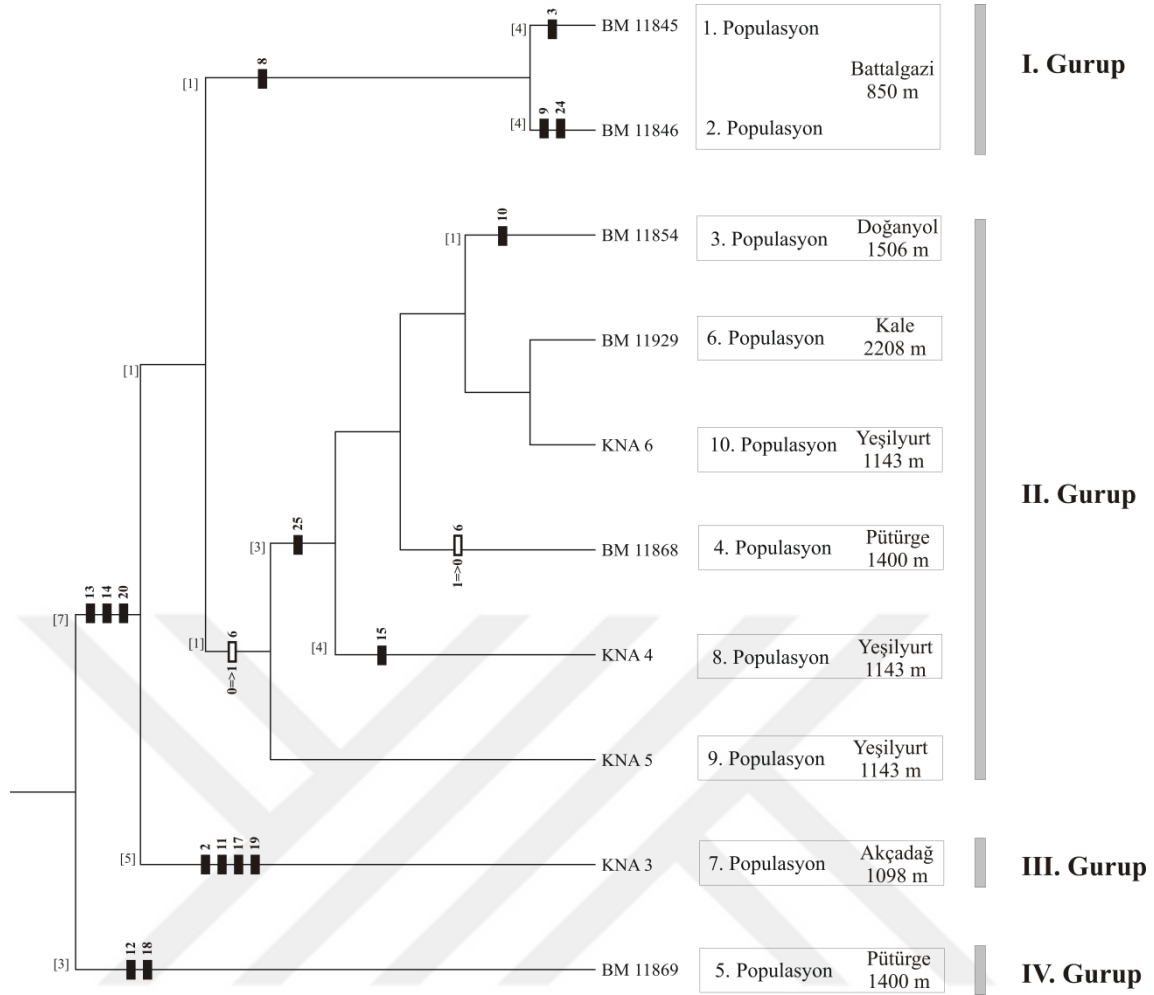 [4]
3
BM 11845
1. Populasyon
I. Gurup
[1]
8
Battalgazi
850 m
[4]
9
24
BM 11846
2. Populasyon
[1]
10
BM 11854
3. Populasyon
Doğanyol
1506 m
BM 11929
6. Populasyon
Kale
2208 m
[1]
KNA 6
10. Populasyon
Yeşilyurt
1143 m
II. Gurup
[3]
25
1=>0
6
BM 11868
4. Populasyon
Pütürge
1400 m
[7]
13
14
20
[1]
0=>1
6
[4]
15
KNA 4
8. Populasyon
Yeşilyurt
1143 m
KNA 5
9. Populasyon
Yeşilyurt
1143 m
[5]
2
11
17
19
KNA 3
7. Populasyon
Akçadağ
1098 m
III. Gurup
[3]
12
18
BM 11869
5. Populasyon
Pütürge
1400 m
IV. Gurup